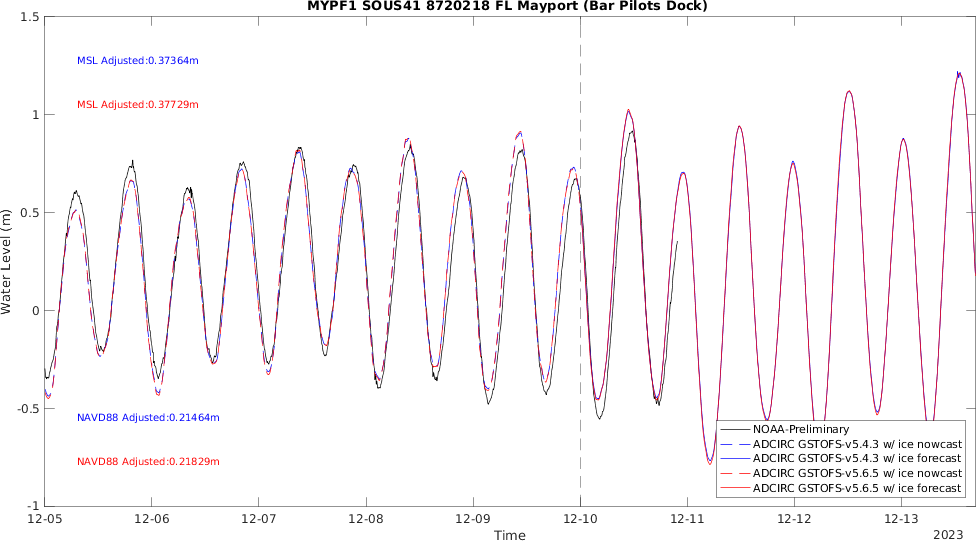 MYPF1 SOUS41 8720218 FL Mayport (Bar Pilots Dock)
1.5
MSL Adjusted:0.37364m
MSL Adjusted:0.37729m
1
0.5
Water Level (m)
0
-0.5
NAVD88 Adjusted:0.21464m
NAVD88 Adjusted:0.21829m
NOAA-Preliminary
ADCIRC GSTOFS-v5.4.3 w/ ice nowcast
ADCIRC GSTOFS-v5.4.3 w/ ice forecast
ADCIRC GSTOFS-v5.6.5 w/ ice nowcast
ADCIRC GSTOFS-v5.6.5 w/ ice forecast
-1
12-05 12-06 12-07 12-08 12-09 12-10 12-11 12-12 12-13
Time
2023